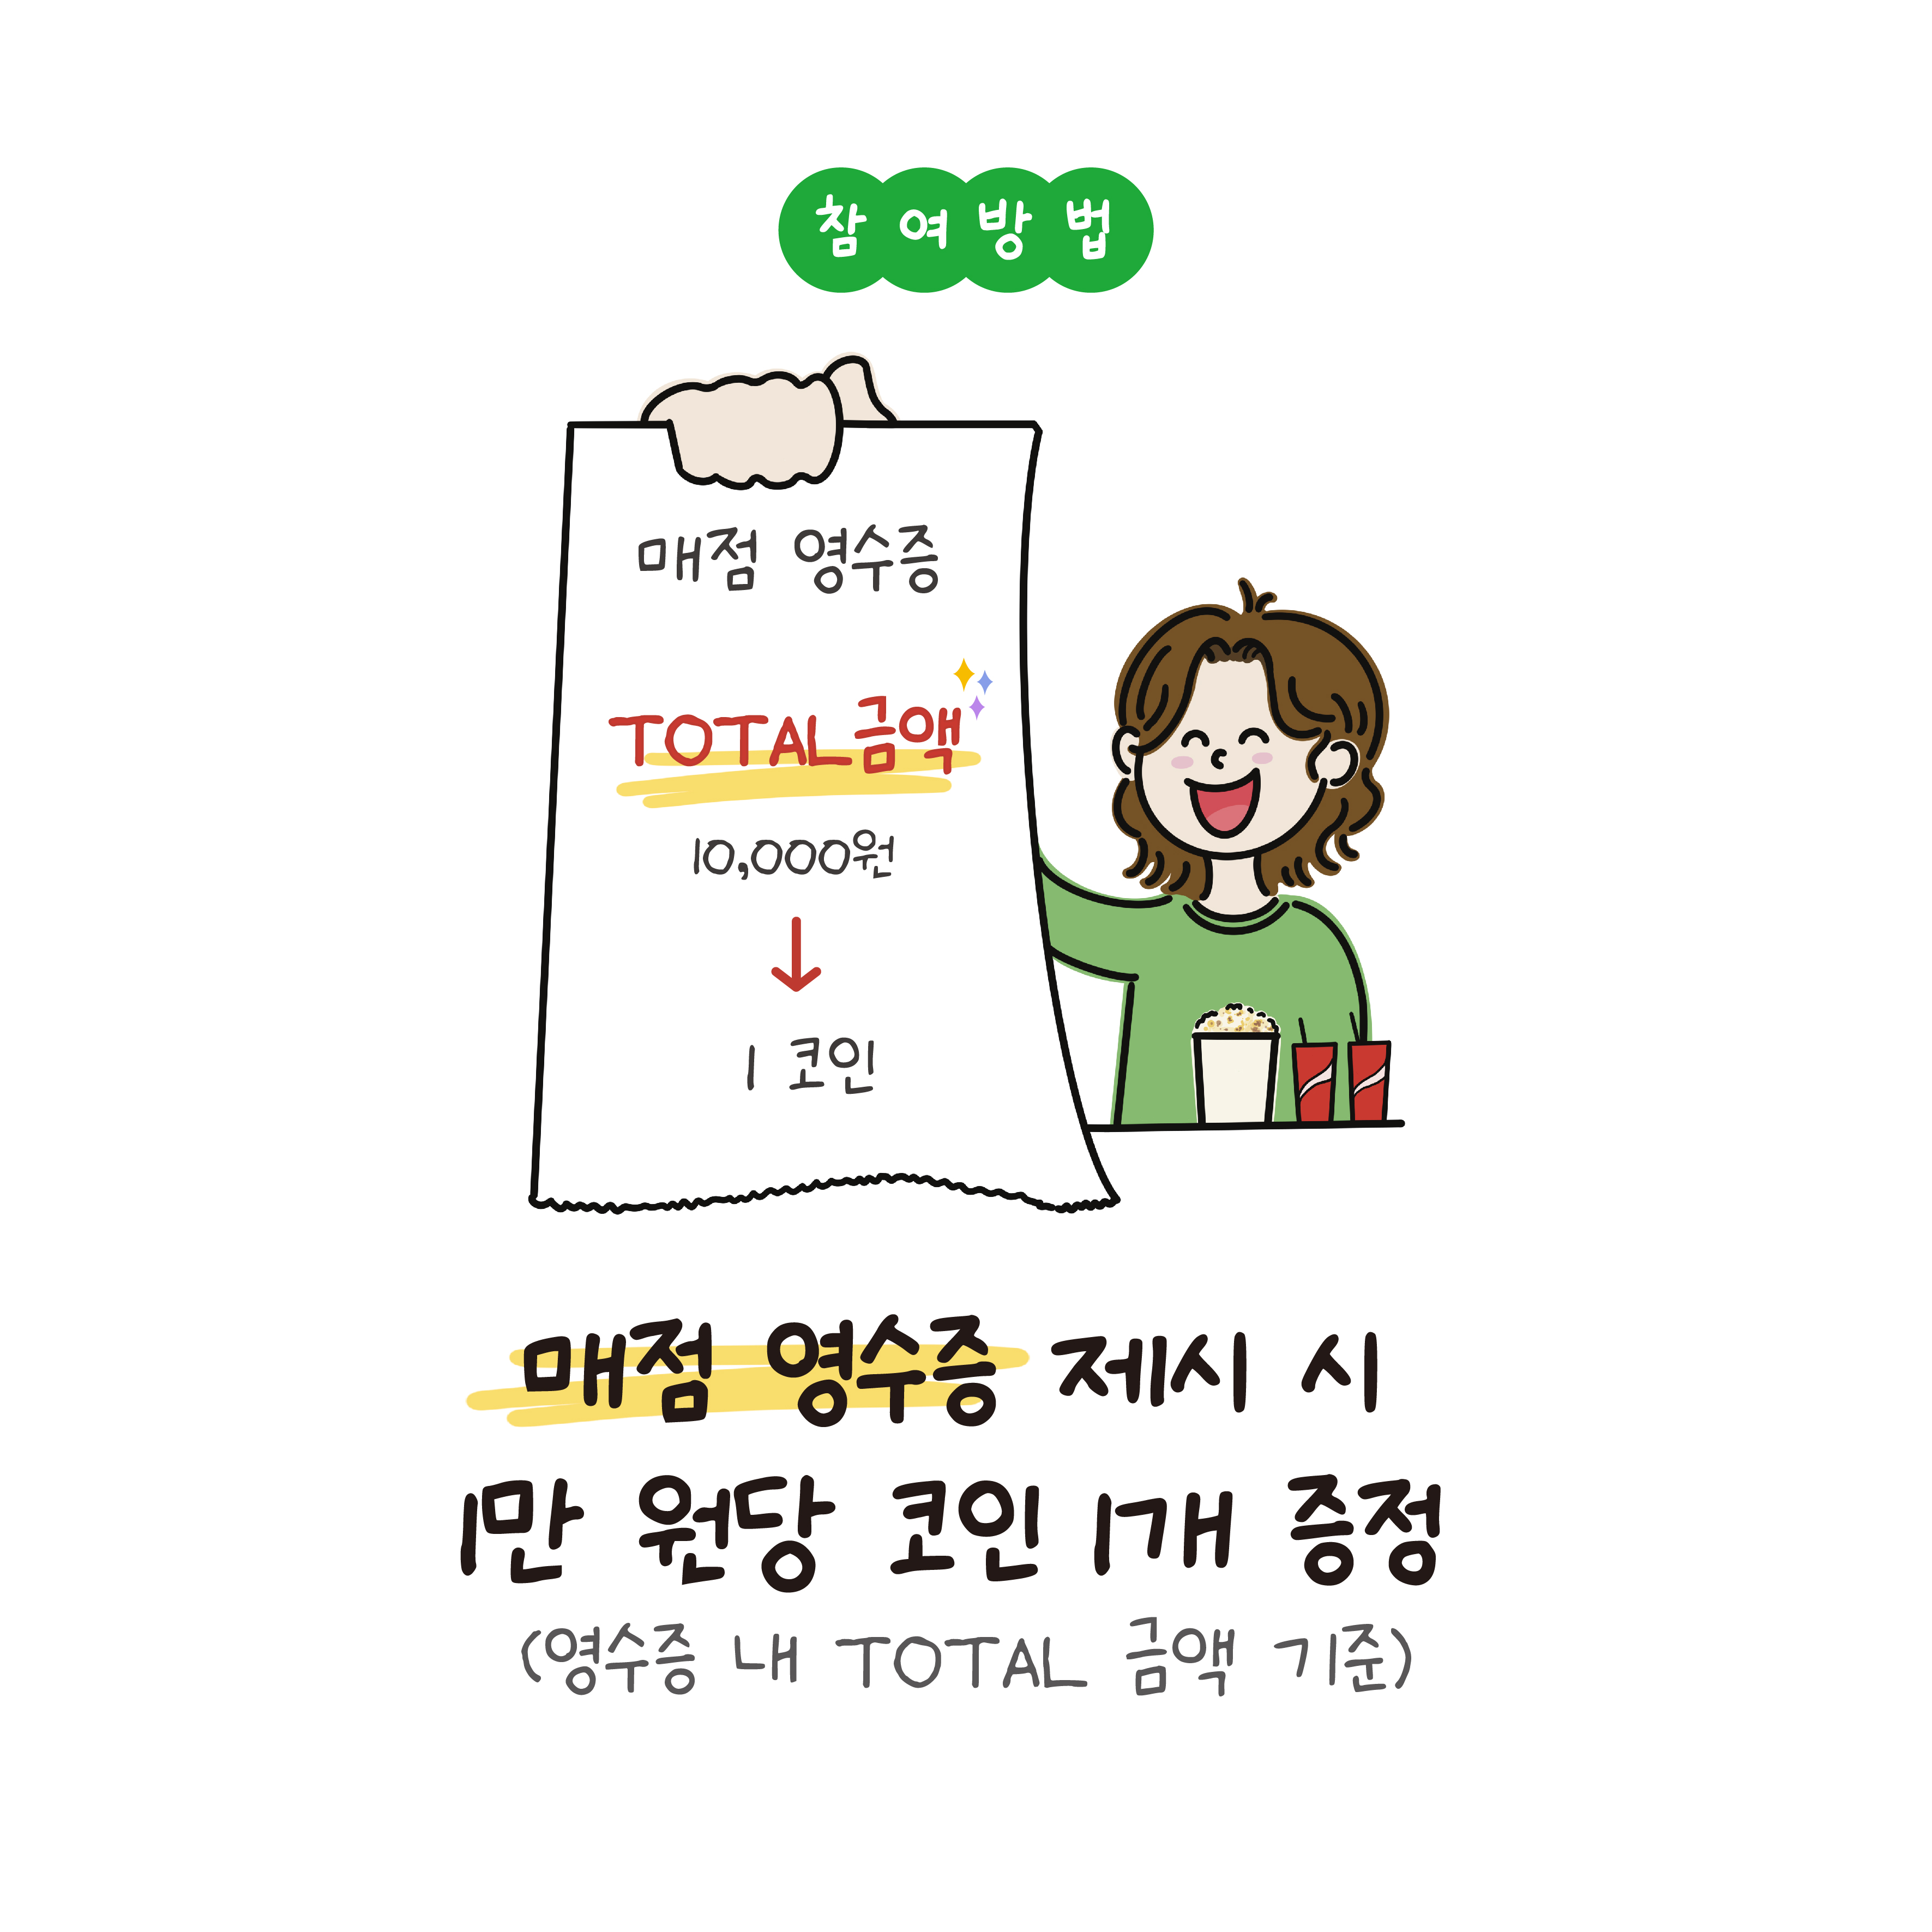 참여방법
매점 영수증
TOTAL금액
10,000원
1 코인
매점 영수증 제시 시
1만 원당 코인 1개 증정
(영수증 내 TOTAL 금액 기준)